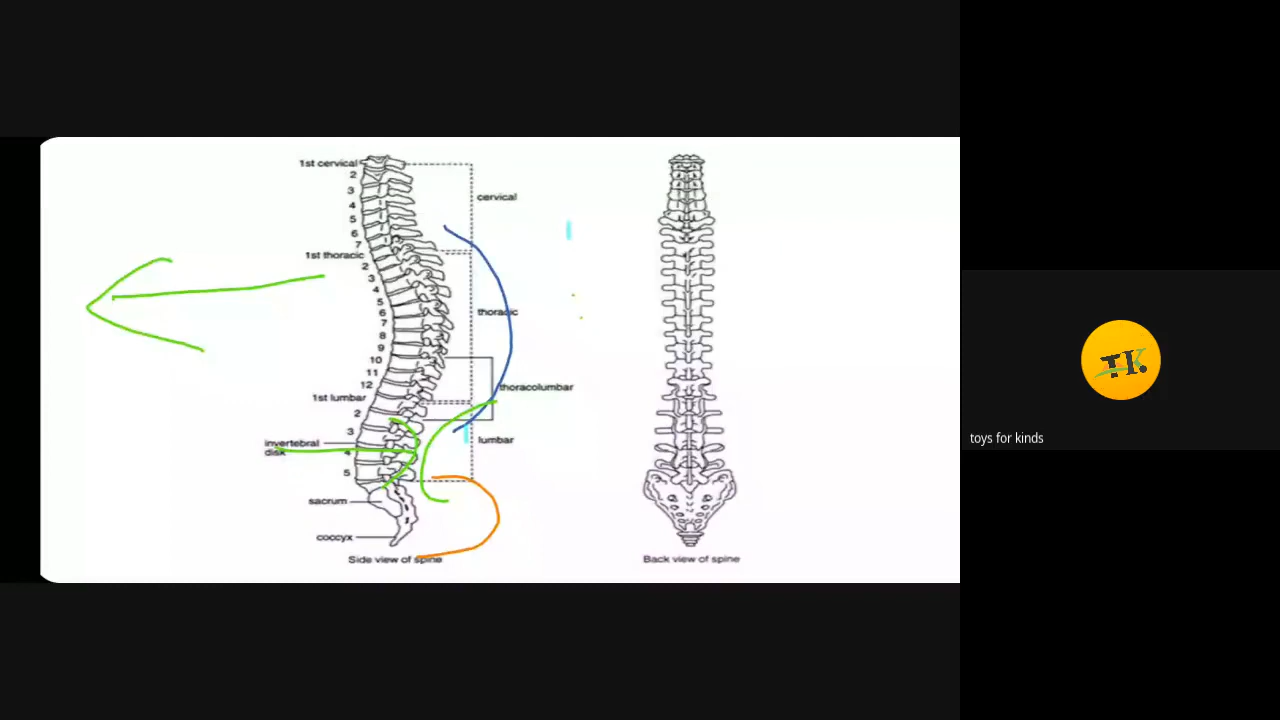 1st cervical
2
3
4
5
6
7
1st thoracic
2
3
4
5
6
7
8
9
10
11
12
1st lumbar
2
3
invertebral
disk
4
5
sacrum
coccyx
Side view of spine
cervical
thoracic
thoracolumbar
lumbar
Back view of spine
TK.
toys for kinds